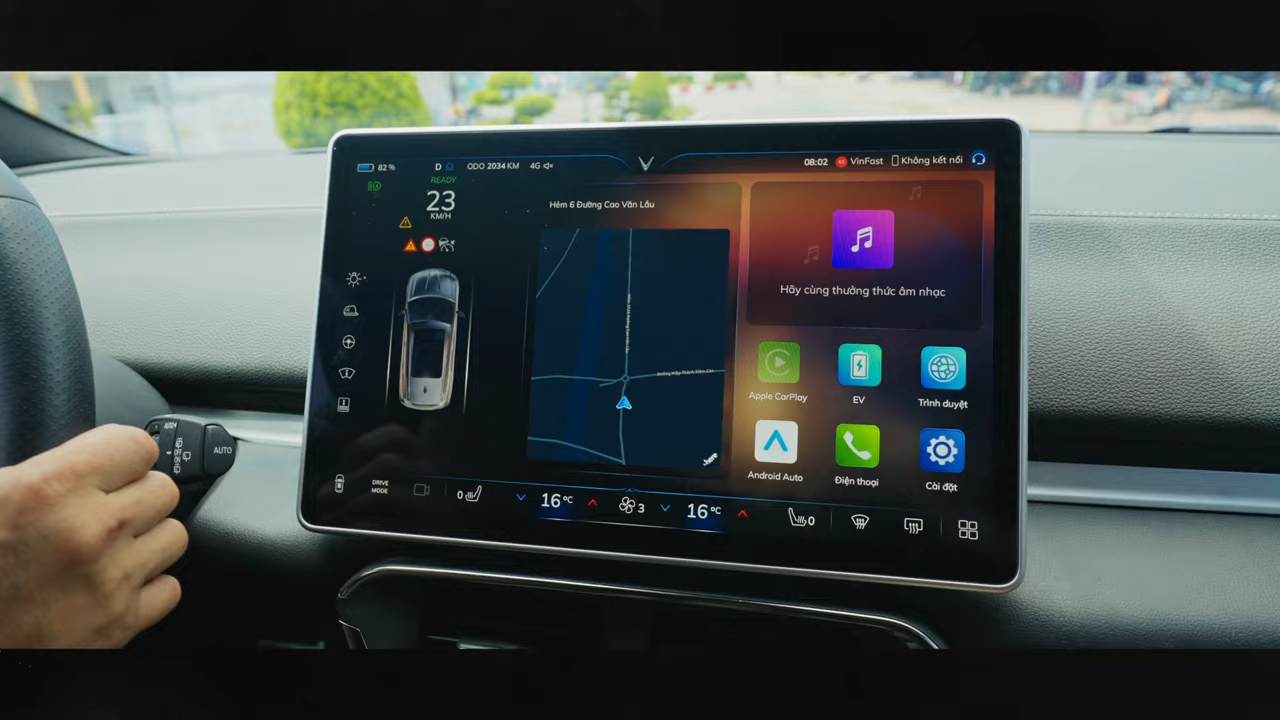 82 %
D
ODO 2034 KM
4G
08:02
VinFast
Không kết nối
READY
23
KM/H
Hẻm 6 Đường Cao Văn Lầu
Hãy cùng thưởng thức âm nhạc
Apple CarPlay
EV
Trình duyệt
Android Auto
Điện thoại
Cài đặt
here
AUTO
DRIVE
MODE
0
16°C
3
16°C
0